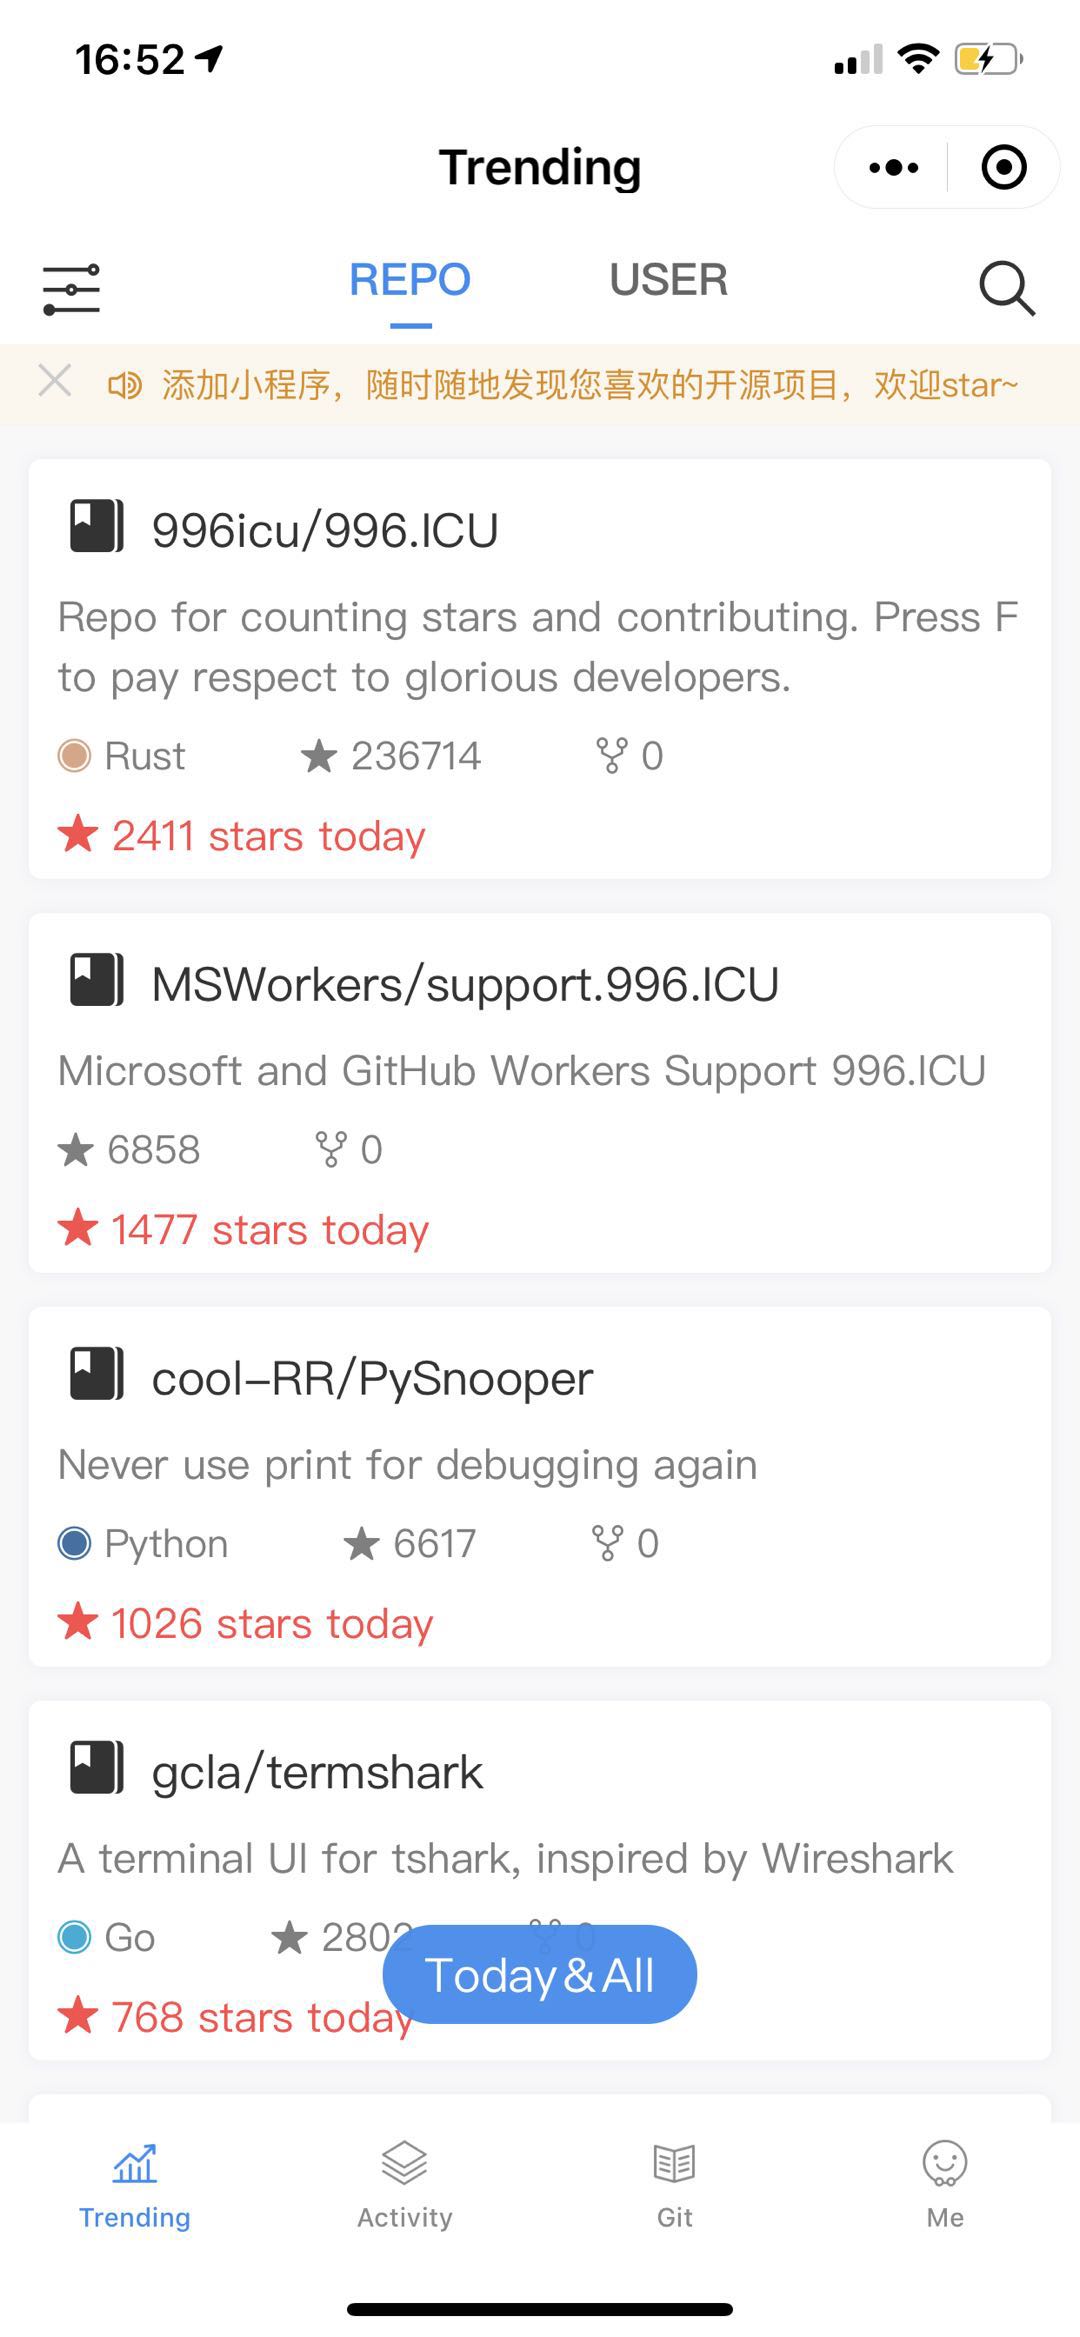 16:52
Trending
REPO
USER
添加小程序，随时随地发现您喜欢的开源项目，欢迎star~
996icu/996.ICU
Repo for counting stars and contributing. Press F
to pay respect to glorious developers.
Rust 236714 0
2411 stars today
MSWorkers/support.996.ICU
Microsoft and GitHub Workers Support 996.ICU
6858 0
1477 stars today
cool-RR/PySnooper
Never use print for debugging again
Python 6617 0
1026 stars today
gcla/termshark
A terminal UI for tshark, inspired by Wireshark
Go 2802 0
Today&All
768 stars today
Trending
Activity
Git
Me